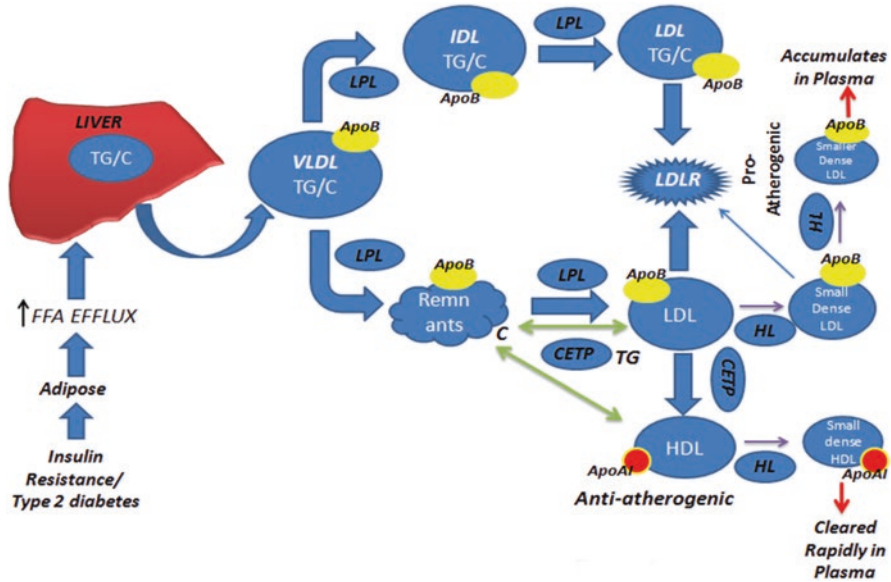 IDL
TG/C
ApoB
LPL
LPL
LDL
TG/C
ApoB
Accumulates
in Plasma
LIVER
TG/C
ApoB
VLDL
TG/C
LDLR
Pro-
Atherogenic
ApoB
Smaller
Dense
LDL
HL
LPL
ApoB
Remn
ants
LPL
ApoB
LDL
HL
ApoB
Small
Dense
LDL
↑FFA EFFLUX
C
CETP
TG
CETP
Adipose
HDL
ApoAI
HL
Small
dense
HDL
ApoAI
Insulin
Resistance/
Type 2 diabetes
Anti-atherogenic
Cleared
Rapidly in
Plasma